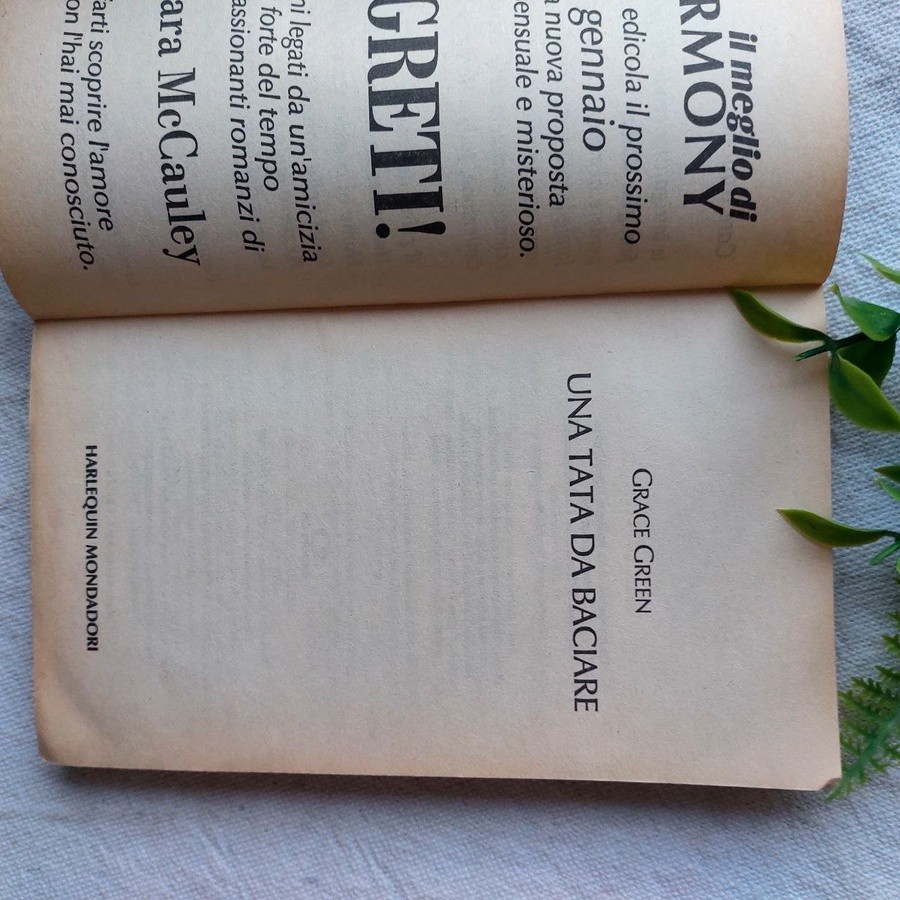 il meglio di
RMONY
edicola il prossimo
gennaio
nuova proposta
ensuale e misterioso.
GRETI!
ni legati da un'amicizia
forte del tempo
assionanti romanzi di
ara McCauley
arti scoprire l'amore
on l'hai mai conosciuto.
GRACE GREEN
UNA TATA DA BACIARE
HARLEQUIN MONDADORI